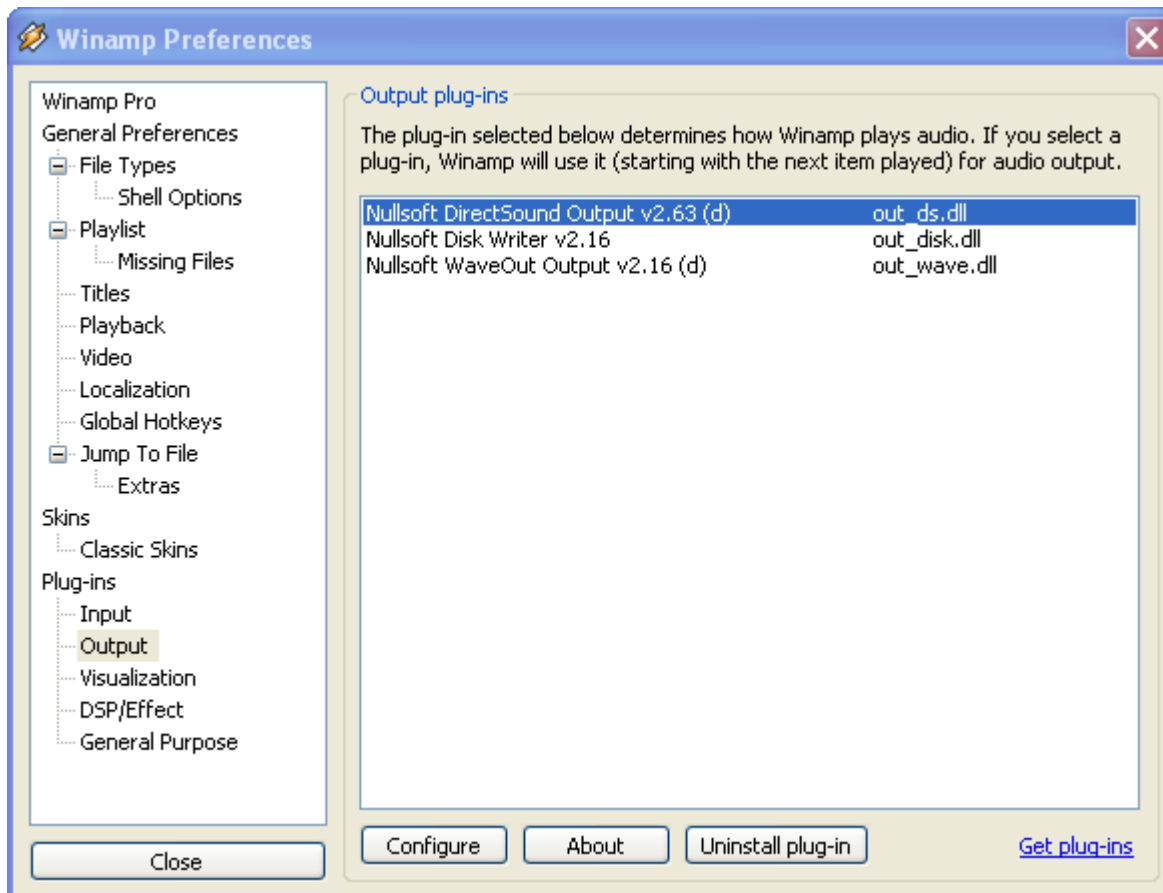 Winamp Preferences
Winamp Pro
General Preferences
File Types
Shell Options
Playlist
Missing Files
Titles
Playback
Video
Localization
Global Hotkeys
Jump To File
Extras
Skins
Classic Skins
Plug-ins
Input
Output
Visualization
DSP/Effect
General Purpose
Close
Output plug-ins
The plug-in selected below determines how Winamp plays audio. If you select a
plug-in, Winamp will use it (starting with the next item played) for audio output.
Nullsoft DirectSound Output v2.63 (d) out_ds.dll
Nullsoft Disk Writer v2.16 out_disk.dll
Nullsoft WaveOut Output v2.16 (d) out_wave.dll
Configure About Uninstall plug-in Get plug-ins